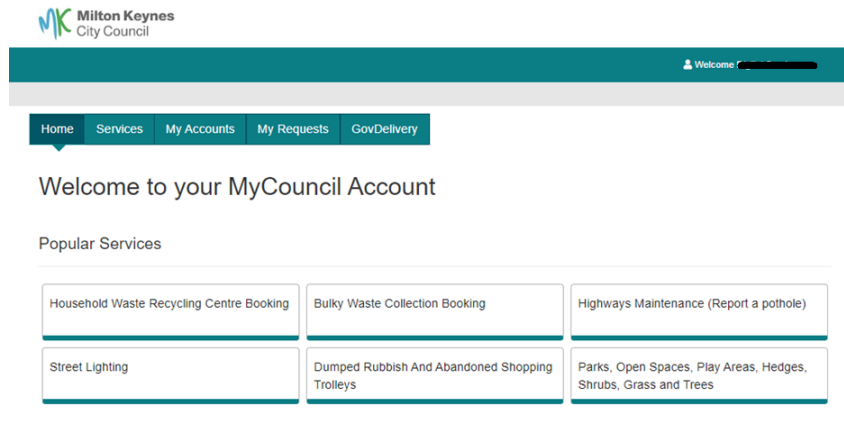 Milton Keynes
City Council
Welcome
Home Services My Accounts My Requests GovDelivery
Welcome to your MyCouncil Account
Popular Services
Household Waste Recycling Centre Booking
Bulky Waste Collection Booking
Highways Maintenance (Report a pothole)
Street Lighting
Dumped Rubbish And Abandoned Shopping
Trolleys
Parks, Open Spaces, Play Areas, Hedges,
Shrubs, Grass and Trees